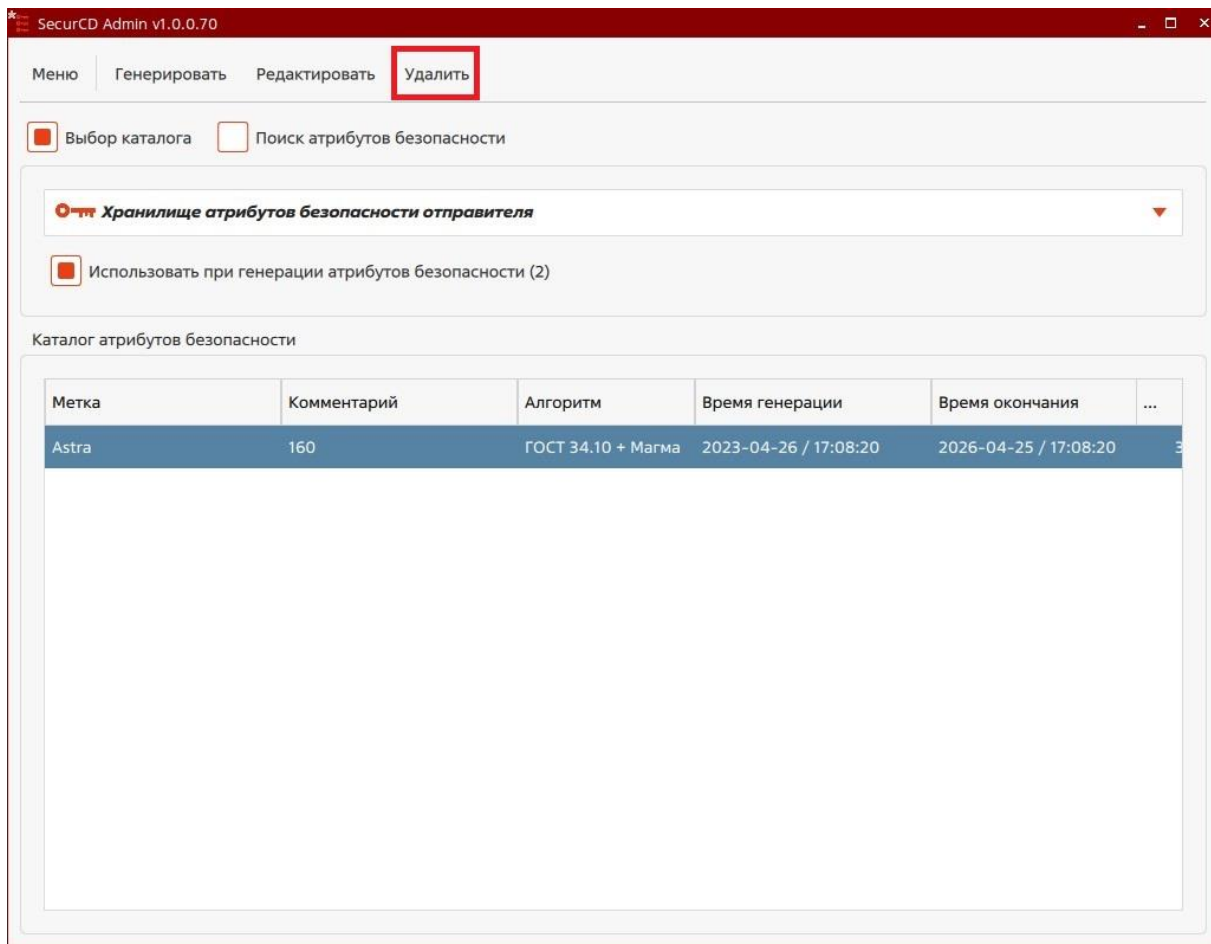 SecurCD Admin v1.0.0.70
Меню Генерировать Редактировать Удалить
Выбор каталога Поиск атрибутов безопасности
Хранилище атрибутов безопасности отправителя
Использовать при генерации атрибутов безопасности (2)
Каталог атрибутов безопасности
Метка Комментарий Алгоритм Время генерации Время окончания ...
Astra 160 ГОСТ 34.10 + Магма 2023-04-26 / 17:08:20 2026-04-25 / 17:08:20